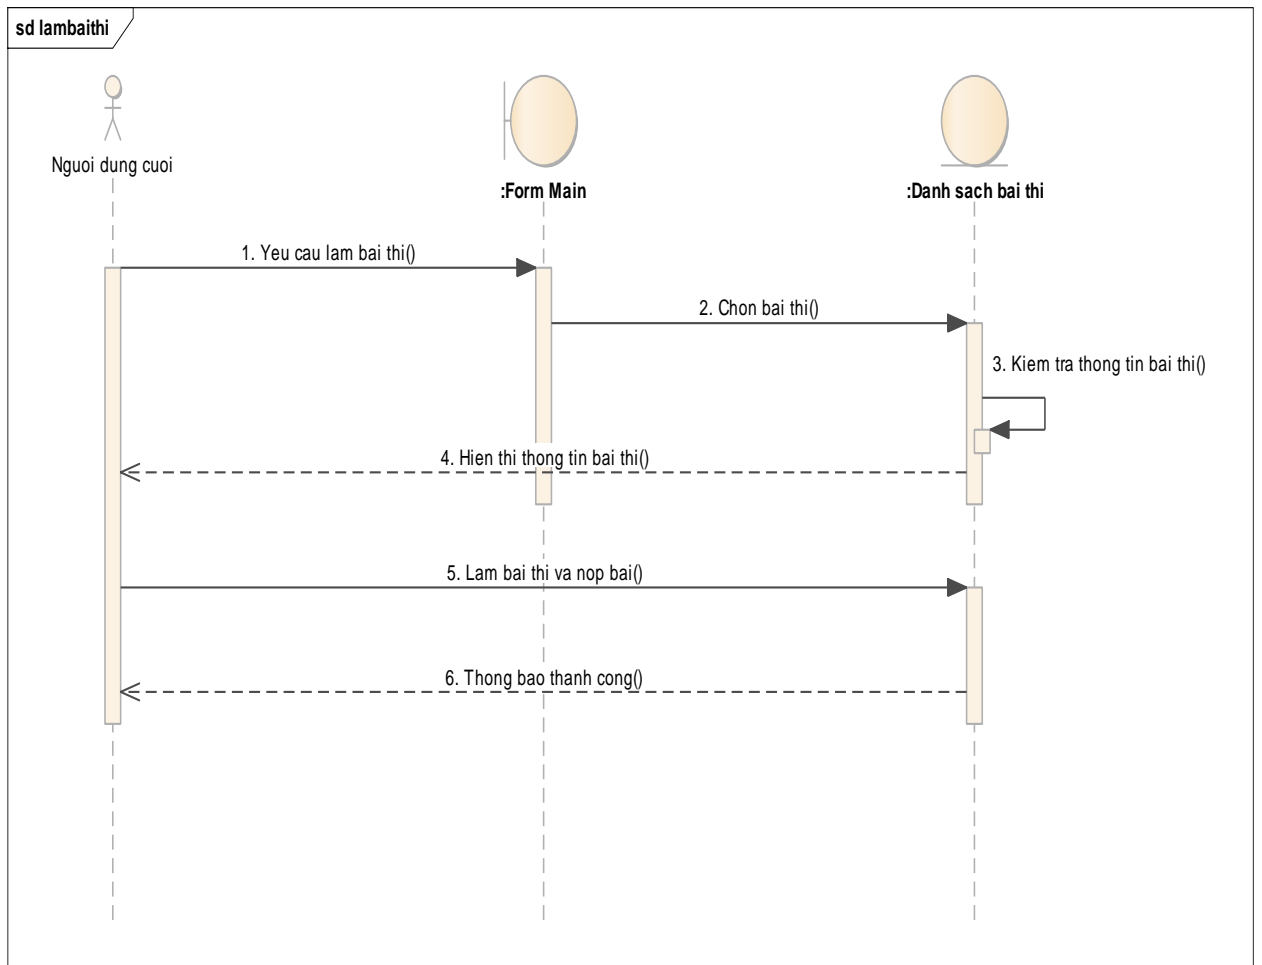 sd lambaithi
Nguoi dung cuoi
:Form Main
:Danh sach bai thi
1. Yeu cau lam bai thi()
2. Chon bai thi()
3. Kiem tra thong tin bai thi()
4. Hien thi thong tin bai thi()
5. Lam bai thi va nop bai()
6. Thong bao thanh cong()